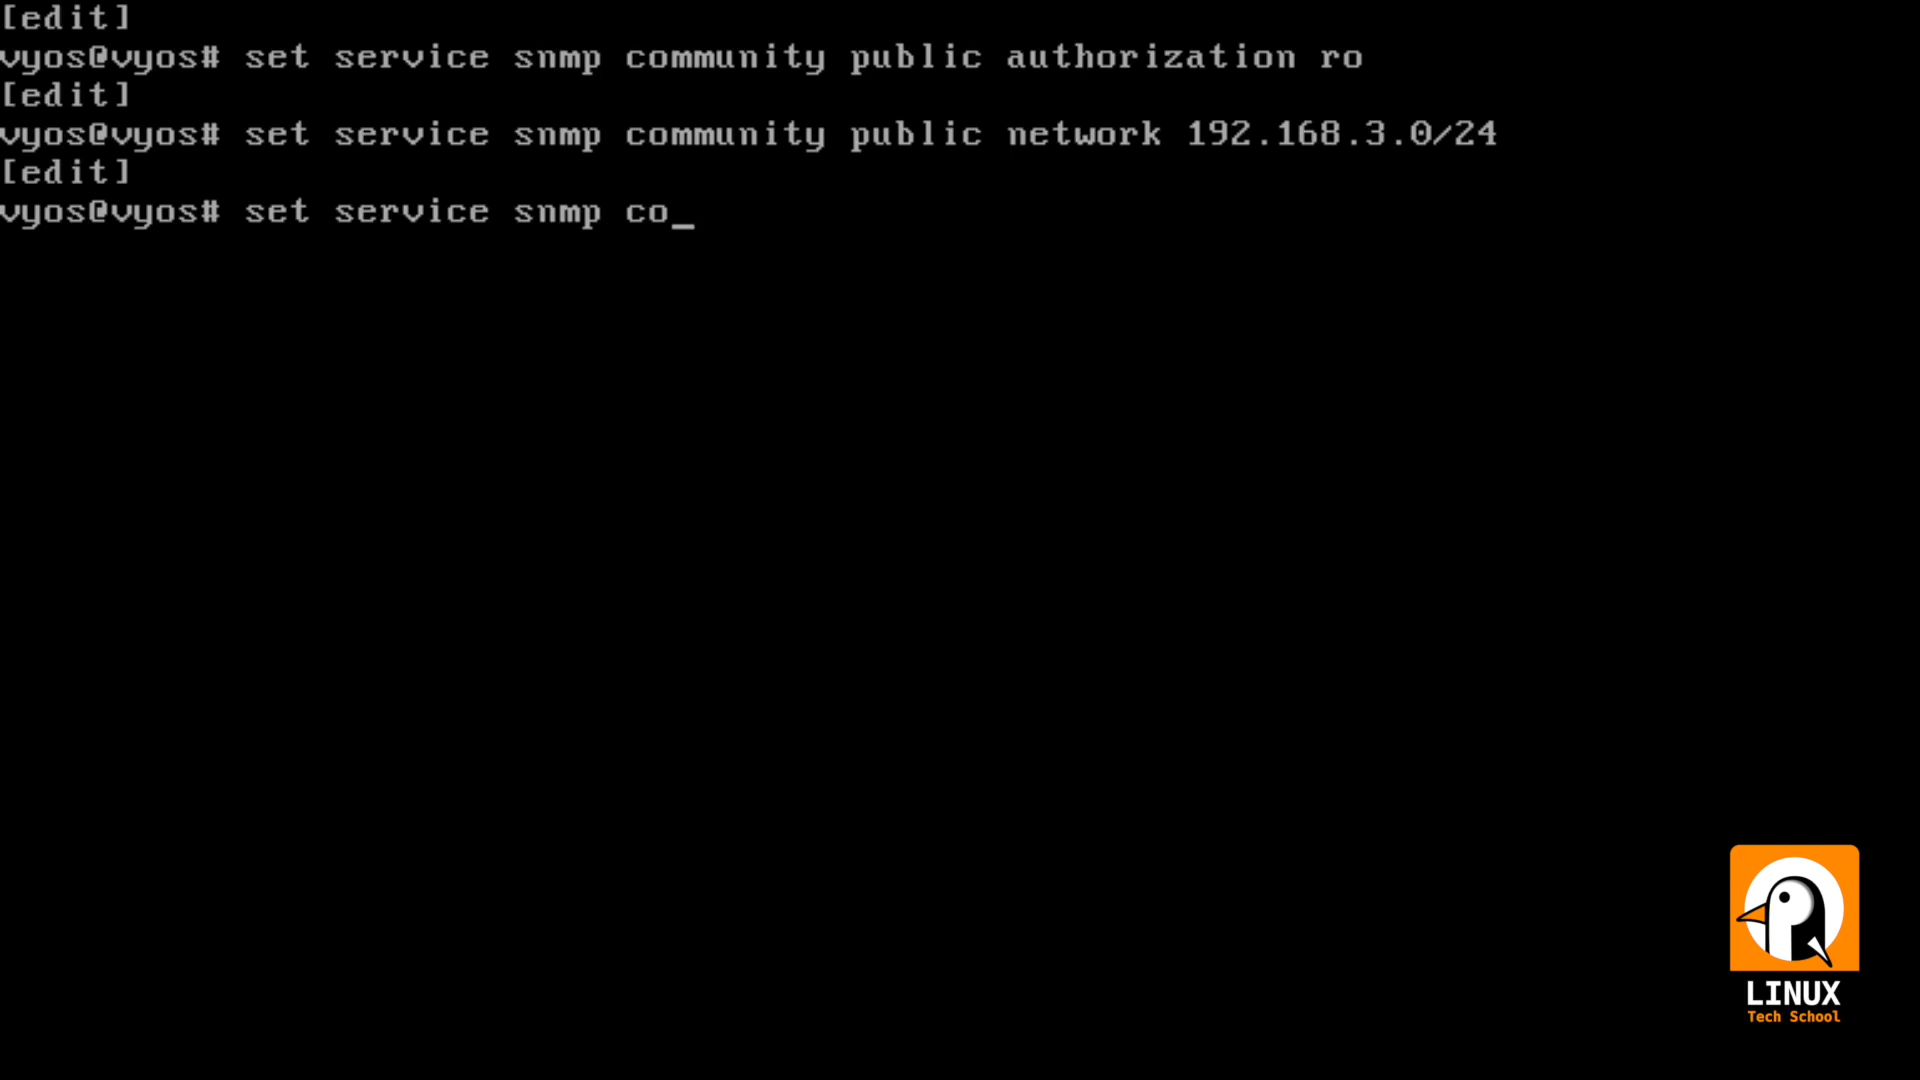 [edit]
vyos@vyos# set service snmp community public authorization ro
[edit]
vyos@vyos# set service snmp community public network 192.168.3.0/24
[edit]
vyos@vyos# set service snmp co_
LINUX
Tech School